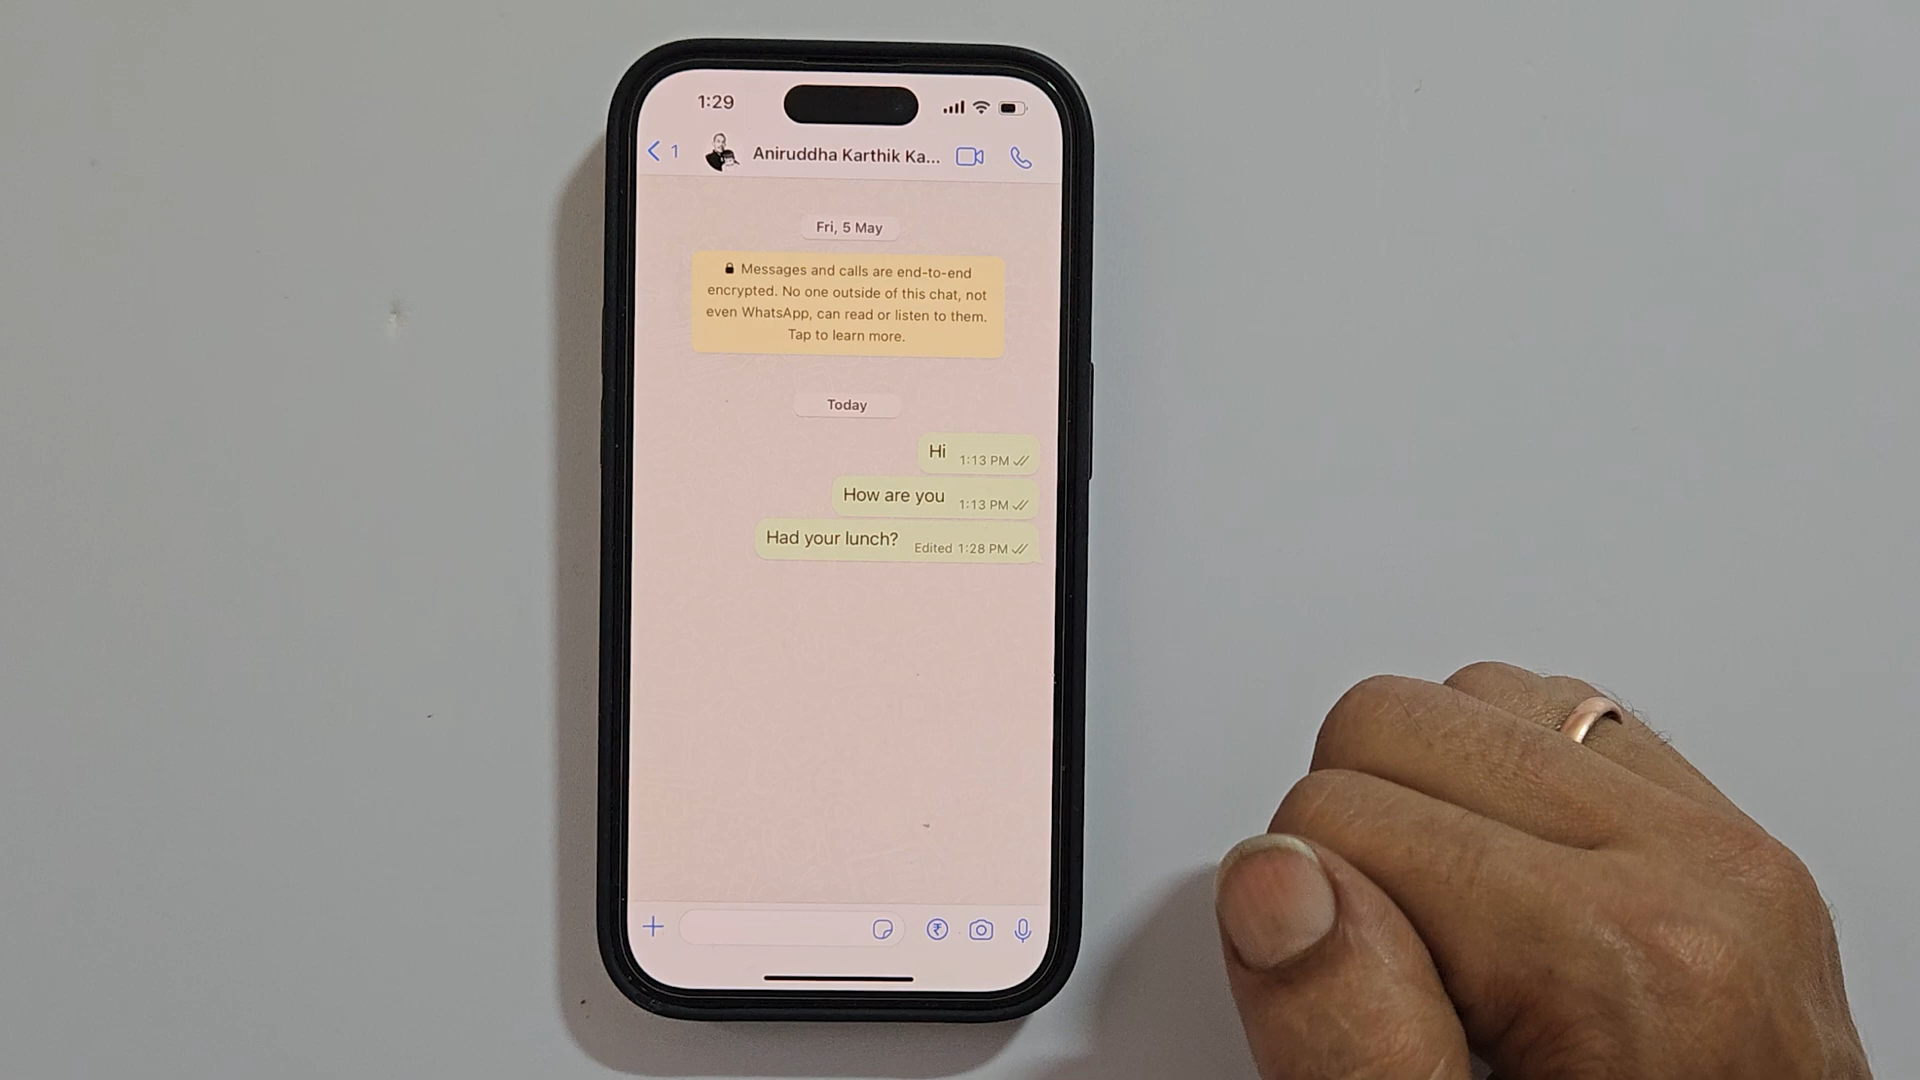 1:29
1
Aniruddha Karthik Ka...
Fri, 5 May
Messages and calls are end-to-end
encrypted. No one outside of this chat, not
even WhatsApp, can read or listen to them.
Tap to learn more.
Today
Hi 1:13 PM
How are you 1:13 PM
Had your lunch? Edited 1:28 PM
₹